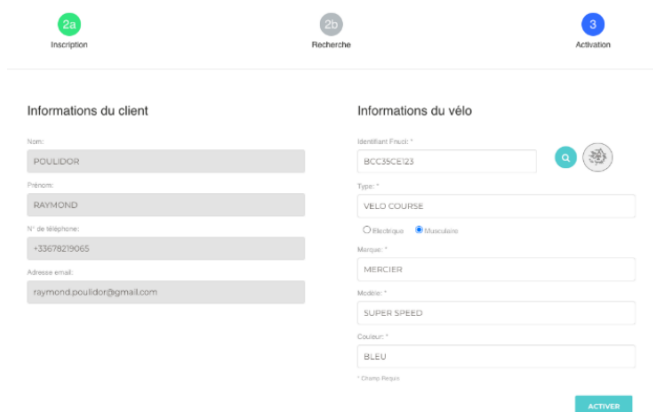 2a
Inscription
2b
Recherche
3
Activation
Informations du client
Nom:
POULIDOR
Prénom:
RAYMOND
N° de téléphone:
+33678219065
Adresse email:
raymond.poulidor@gmail.com
Informations du vélo
Identifiant Fnuci: *
BCC35CE123
Type: *
VELO COURSE
Electrique Musculaire
Marque: *
MERCIER
Modèle: *
SUPER SPEED
Couleur: *
BLEU
* Champ Requis
ACTIVER